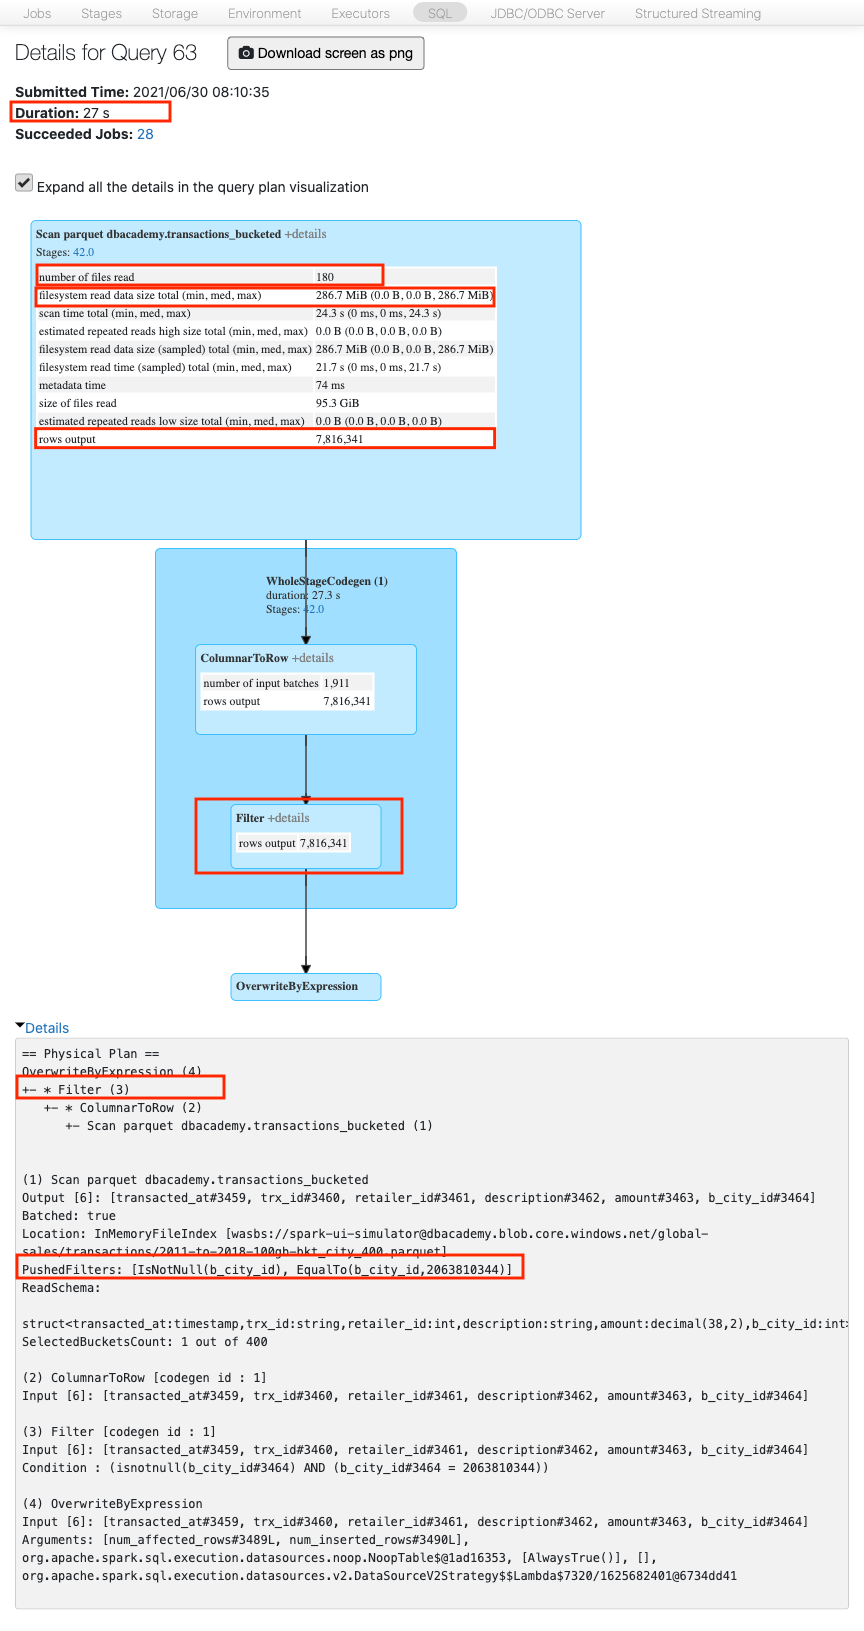 Jobs Stages Storage Environment Executors SQL JDBC/ODBC Server Structured Streaming
Details for Query 63 Download screen as png
Submitted Time: 2021/06/30 08:10:35
Duration: 27 s
Succeeded Jobs: 28
Expand all the details in the query plan visualization
Scan parquet dbacademy.transactions_bucketed +details
Stages: 42.0
number of files read 180
filesystem read data size total (min, med, max) 286.7 MiB (0.0 B, 0.0 B, 286.7 MiB)
scan time total (min, med, max) 24.3 s (0 ms, 0 ms, 24.3 s)
estimated repeated reads high size total (min, med, max) 0.0 B (0.0 B, 0.0 B, 0.0 B)
filesystem read data size (sampled) total (min, med, max) 286.7 MiB (0.0 B, 0.0 B, 286.7 MiB)
filesystem read time (sampled) total (min, med, max) 21.7 s (0 ms, 0 ms, 21.7 s)
metadata time 74 ms
size of files read 95.3 GiB
estimated repeated reads low size total (min, med, max) 0.0 B (0.0 B, 0.0 B, 0.0 B)
rows output 7,816,341
WholeStageCodegen (1)
duration: 27.3 s
Stages: 42.0
ColumnarToRow +details
number of input batches 1,911
rows output 7,816,341
Filter +details
rows output 7,816,341
OverwriteByExpression
Details
== Physical Plan ==
OverwriteByExpression (4)
+- * Filter (3)
+- * ColumnarToRow (2)
+- Scan parquet dbacademy.transactions_bucketed (1)
(1) Scan parquet dbacademy.transactions_bucketed
Output [6]: [transacted_at#3459, trx_id#3460, retailer_id#3461, description#3462, amount#3463, b_city_id#3464]
Batched: true
Location: InMemoryFileIndex [wasbs://spark-ui-simulator@dbacademy.blob.core.windows.net/global-
sales/transactions/2011-to-2018-100gb-bkt_city_400.parquet]
PushedFilters: [IsNotNull(b_city_id), EqualTo(b_city_id,2063810344)]
ReadSchema:
struct<transacted_at:timestamp,trx_id:string,retailer_id:int,description:string,amount:decimal(38,2),b_city_id:int>
SelectedBucketsCount: 1 out of 400
(2) ColumnarToRow [codegen id : 1]
Input [6]: [transacted_at#3459, trx_id#3460, retailer_id#3461, description#3462, amount#3463, b_city_id#3464]
(3) Filter [codegen id : 1]
Input [6]: [transacted_at#3459, trx_id#3460, retailer_id#3461, description#3462, amount#3463, b_city_id#3464]
Condition : (isnotnull(b_city_id#3464) AND (b_city_id#3464 = 2063810344))
(4) OverwriteByExpression
Input [6]: [transacted_at#3459, trx_id#3460, retailer_id#3461, description#3462, amount#3463, b_city_id#3464]
Arguments: [num_affected_rows#3489L, num_inserted_rows#3490L],
org.apache.spark.sql.execution.datasources.noop.NoopTable$@1ad16353, [AlwaysTrue()], [],
org.apache.spark.sql.execution.datasources.v2.DataSourceV2Strategy$$Lambda$7320/1625682401@6734dd41